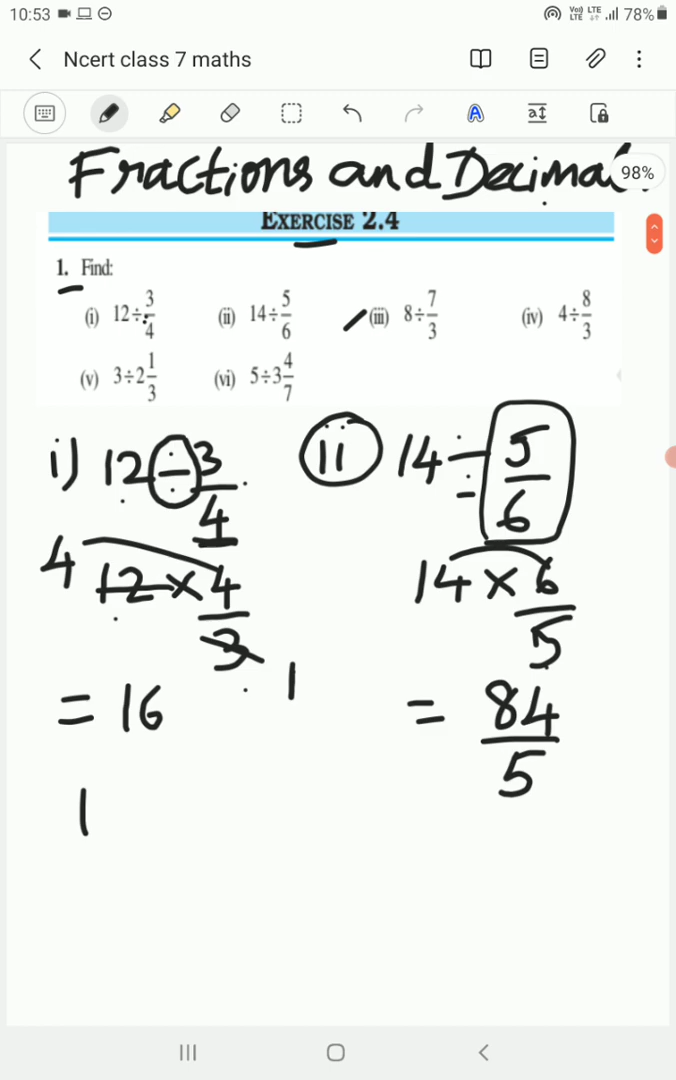 10:53 Vo) LTE LTE 78%
Ncert class 7 maths
Fractions and Decimal
98%
EXERCISE 2.4
1. Find:
(i) 12÷3/4 (ii) 14÷5/6 (iii) 8÷7/3 (iv) 4÷8/3
(v) 3÷2 1/3 (vi) 5÷3 4/7
i) 12÷3/4 ii 14÷5/6
4 12×4/3 1 14×6/5
=16 =84/5
1